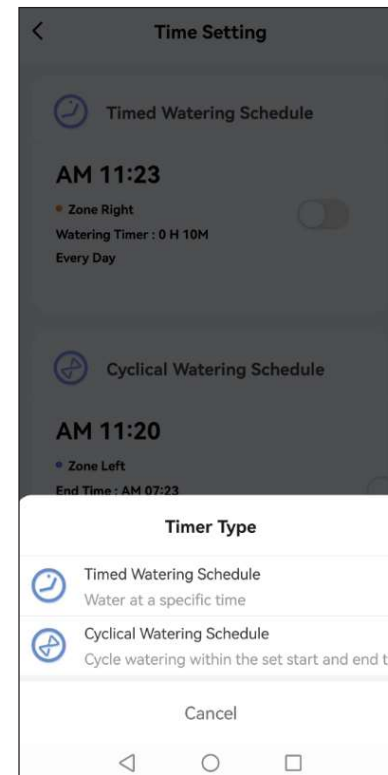 Time Setting
Timed Watering Schedule
AM 11:23
Zone Right
Watering Timer : 0 H 10M
Every Day
Cyclical Watering Schedule
AM 11:20
Zone Left
End Time : AM 07:23
Timer Type
Timed Watering Schedule
Water at a specific time
Cyclical Watering Schedule
Cycle watering within the set start and end t
Cancel